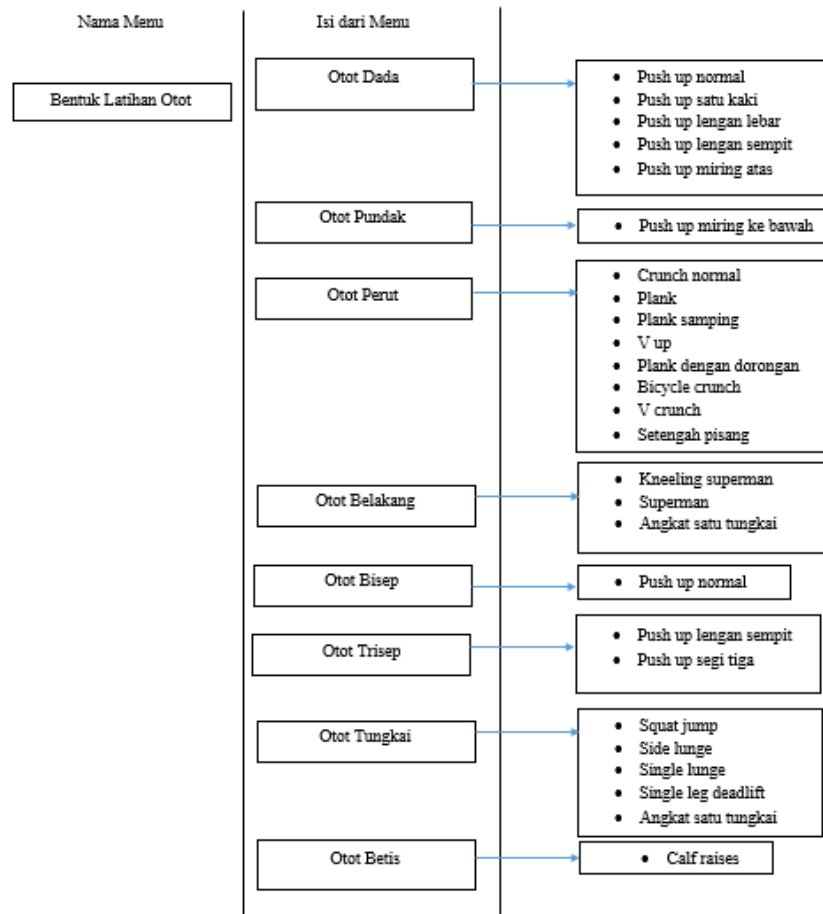 Nama Menu
Isi dari Menu
Bentuk Latihan Otot
Otot Dada
• Push up normal
• Push up satu kaki
• Push up lengan lebar
• Push up lengan sempit
• Push up miring atas
Otot Pundak
• Push up miring ke bawah
Otot Perut
• Crunch normal
• Plank
• Plank samping
• V up
• Plank dengan dorongan
• Bicycle crunch
• V crunch
• Setengah pisang
Otot Belakang
• Kneeling superman
• Superman
• Angkat satu tungkai
Otot Bisep
• Push up normal
Otot Trisep
• Push up lengan sempit
• Push up segi tiga
Otot Tungkai
• Squat jump
• Side lunge
• Single lunge
• Single leg deadlift
• Angkat satu tungkai
Otot Betis
• Calf raises